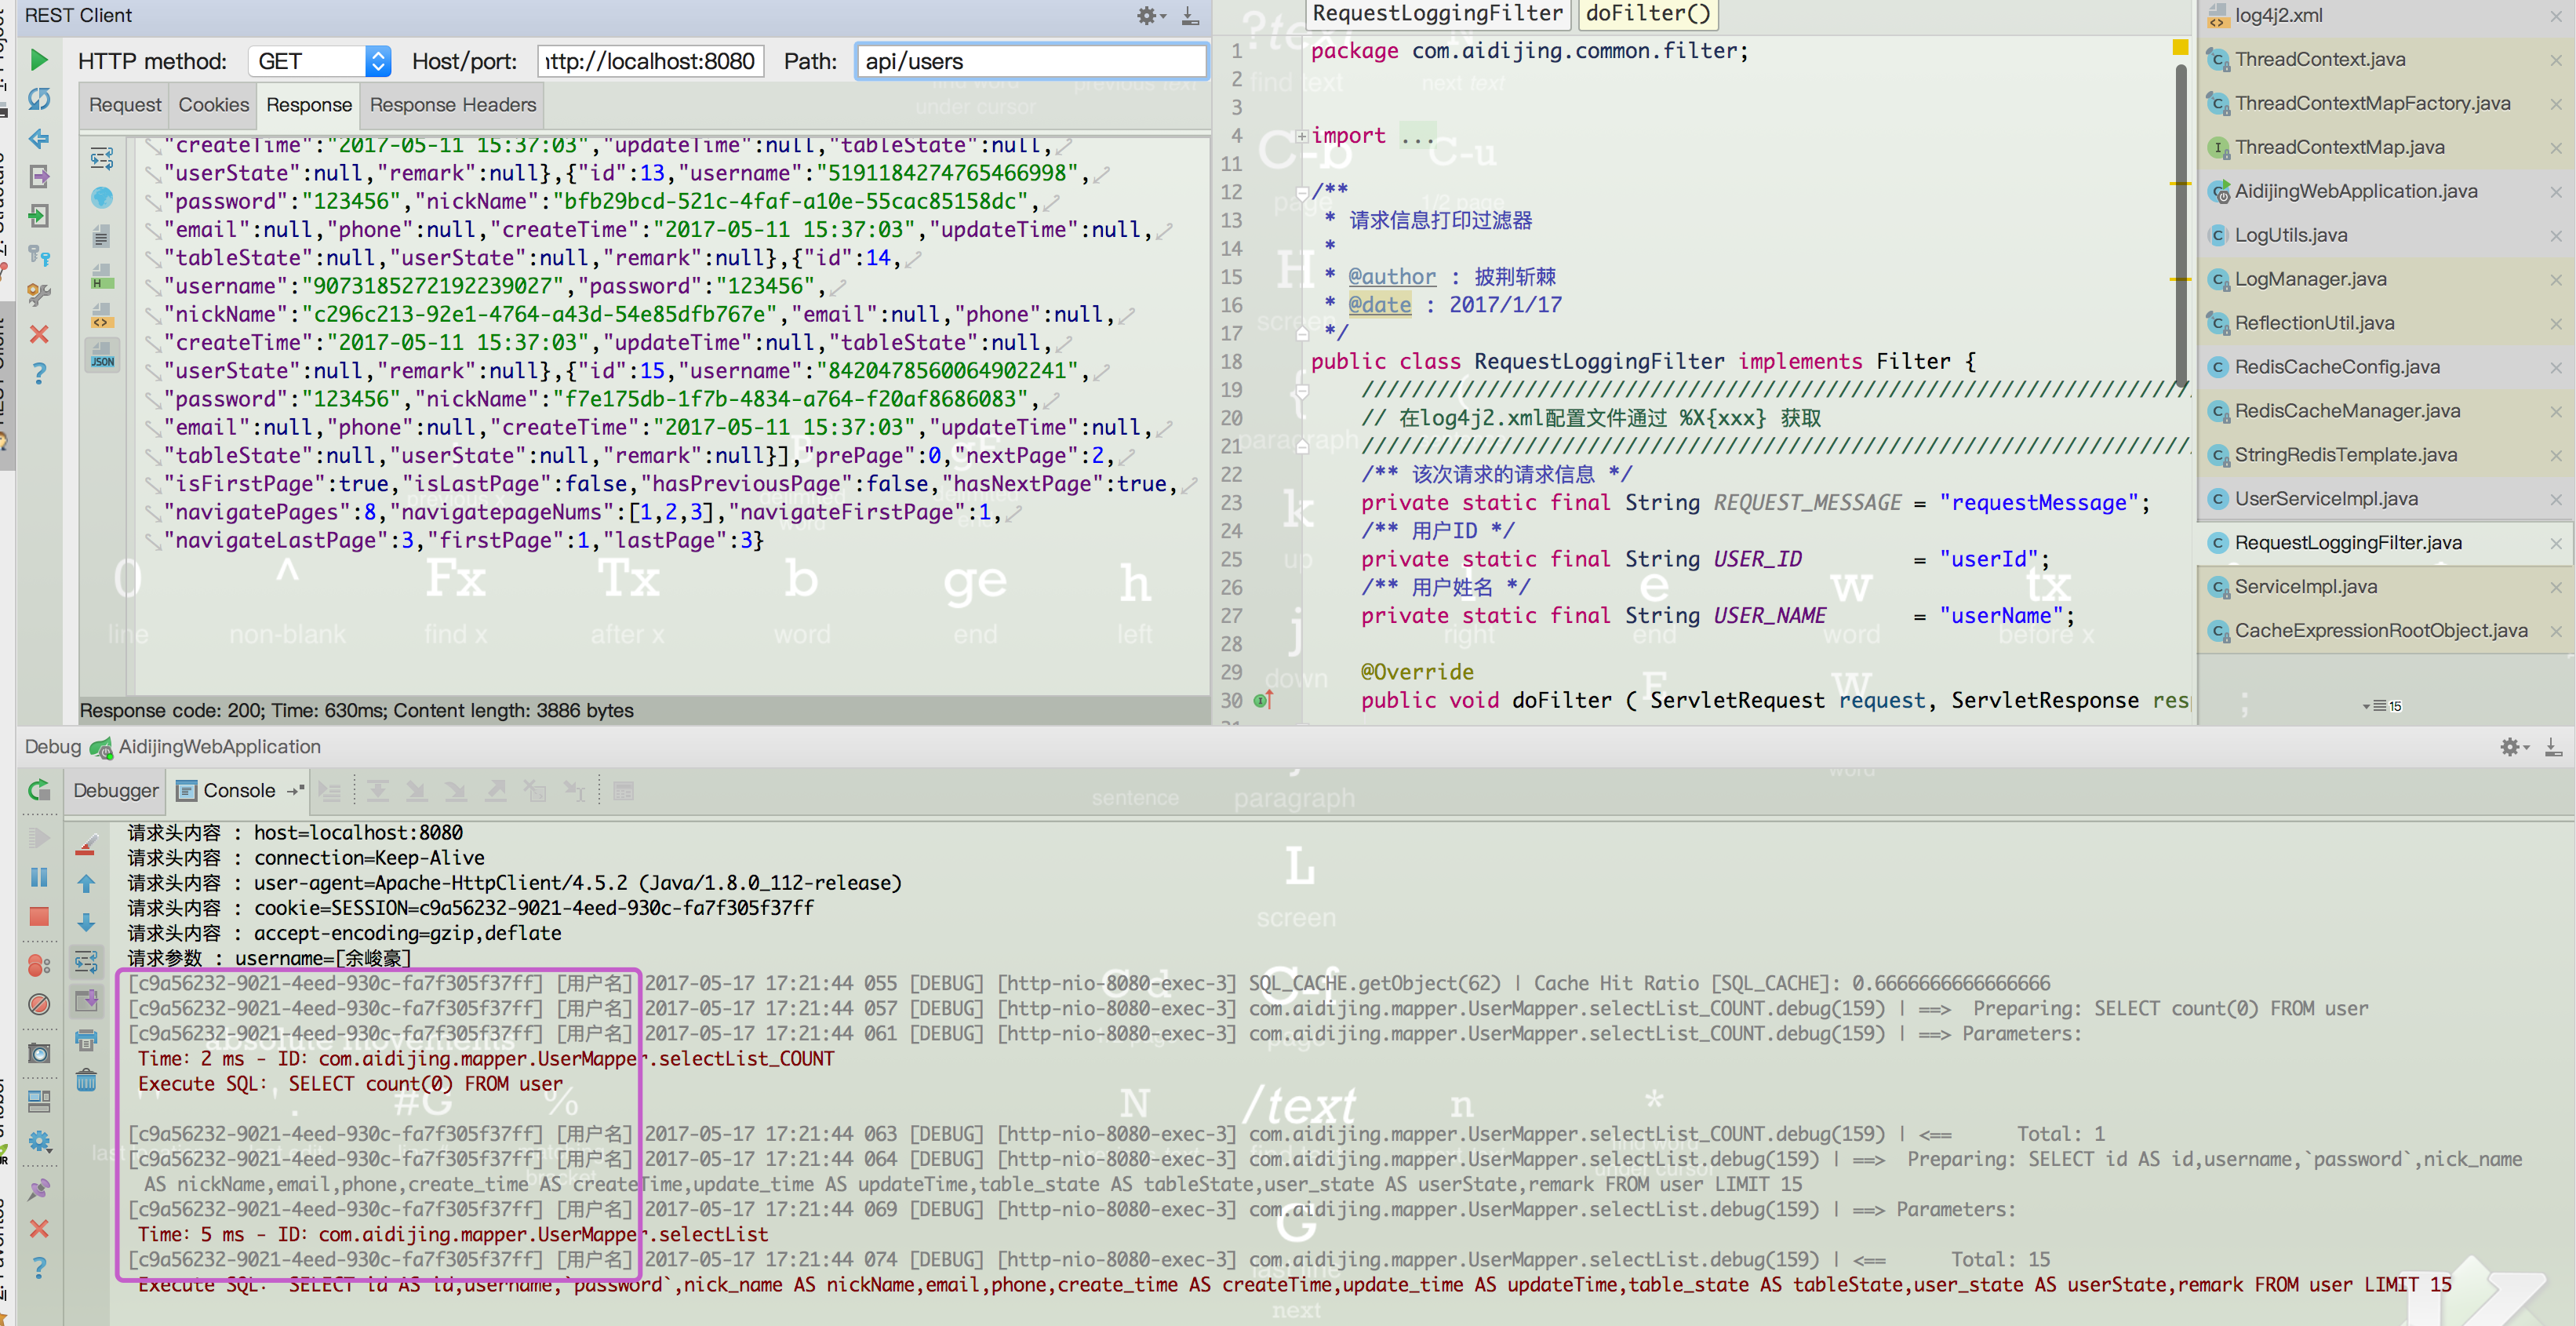 REST Client
HTTP method: GET Host/port: ttp://localhost:8080 Path: api/users
Request Cookies Response Response Headers
"createTime":"2017-05-11 15:37:03","updateTime":null,"tableState":null,
"userState":null,"remark":null},{"id":13,"username":"5191184274765466998",
"password":"123456","nickName":"bfb29bcd-521c-4faf-a10e-55cac85158dc",
"email":null,"phone":null,"createTime":"2017-05-11 15:37:03","updateTime":null,
"tableState":null,"userState":null,"remark":null},{"id":14,
"username":"9073185272192239027","password":"123456",
"nickName":"c296c213-92e1-4764-a43d-54e85dfb767e","email":null,"phone":null,
"createTime":"2017-05-11 15:37:03","updateTime":null,"tableState":null,
"userState":null,"remark":null},{"id":15,"username":"8420478560064902241",
"password":"123456","nickName":"f7e175db-1f7b-4834-a764-f20af8686083",
"email":null,"phone":null,"createTime":"2017-05-11 15:37:03","updateTime":null,
"tableState":null,"userState":null,"remark":null}],"prePage":0,"nextPage":2,
"isFirstPage":true,"isLastPage":false,"hasPreviousPage":false,"hasNextPage":true,
"navigatePages":8,"navigatepageNums":[1,2,3],"navigateFirstPage":1,
"navigateLastPage":3,"firstPage":1,"lastPage":3}
0 ^ Fx Tx b ge h
line non-blank find x after x word end left
Response code: 200; Time: 630ms; Content length: 3886 bytes
RequestLoggingFilter doFilter()
1 package com.aidijing.common.filter;
2
3
4 import ...
11
12 /**
13 * 请求信息打印过滤器
14 *
15 * @author : 披荆斩棘
16 * @date : 2017/1/17
17 */
18 public class RequestLoggingFilter implements Filter {
19 //////////////////////////////////////////////////////////////////
20 // 在log4j2.xml配置文件通过 %X{xxx} 获取
21 //////////////////////////////////////////////////////////////////
22 /** 该次请求的请求信息 */
23 private static final String REQUEST_MESSAGE = "requestMessage";
24 /** 用户ID */
25 private static final String USER_ID = "userId";
26 /** 用户姓名 */
27 private static final String USER_NAME = "userName";
28
29 @Override
30 public void doFilter ( ServletRequest request, ServletResponse res
log4j2.xml
ThreadContext.java
ThreadContextMapFactory.java
ThreadContextMap.java
AidijingWebApplication.java
LogUtils.java
LogManager.java
ReflectionUtil.java
RedisCacheConfig.java
RedisCacheManager.java
StringRedisTemplate.java
UserServiceImpl.java
RequestLoggingFilter.java
ServiceImpl.java
CacheExpressionRootObject.java
15
Debug AidijingWebApplication
Debugger Console
请求头内容 : host=localhost:8080
请求头内容 : connection=Keep-Alive
请求头内容 : user-agent=Apache-HttpClient/4.5.2 (Java/1.8.0_112-release)
请求头内容 : cookie=SESSION=c9a56232-9021-4eed-930c-fa7f305f37ff
请求头内容 : accept-encoding=gzip,deflate
请求参数 : username=[余峻豪]
[c9a56232-9021-4eed-930c-fa7f305f37ff] [用户名] 2017-05-17 17:21:44 055 [DEBUG] [http-nio-8080-exec-3] SQL_CACHE.getObject(62) | Cache Hit Ratio [SQL_CACHE]: 0.6666666666666666
[c9a56232-9021-4eed-930c-fa7f305f37ff] [用户名] 2017-05-17 17:21:44 057 [DEBUG] [http-nio-8080-exec-3] com.aidijing.mapper.UserMapper.selectList_COUNT.debug(159) | ==>  Preparing: SELECT count(0) FROM user
[c9a56232-9021-4eed-930c-fa7f305f37ff] [用户名] 2017-05-17 17:21:44 061 [DEBUG] [http-nio-8080-exec-3] com.aidijing.mapper.UserMapper.selectList_COUNT.debug(159) | ==> Parameters:
Time: 2 ms - ID: com.aidijing.mapper.UserMapper.selectList_COUNT
Execute SQL:  SELECT count(0) FROM user
[c9a56232-9021-4eed-930c-fa7f305f37ff] [用户名] 2017-05-17 17:21:44 063 [DEBUG] [http-nio-8080-exec-3] com.aidijing.mapper.UserMapper.selectList_COUNT.debug(159) | <==      Total: 1
[c9a56232-9021-4eed-930c-fa7f305f37ff] [用户名] 2017-05-17 17:21:44 064 [DEBUG] [http-nio-8080-exec-3] com.aidijing.mapper.UserMapper.selectList.debug(159) | ==>  Preparing: SELECT id AS id,username,`password`,nick_name
AS nickName,email,phone,create_time AS createTime,update_time AS updateTime,table_state AS tableState,user_state AS userState,remark FROM user LIMIT 15
[c9a56232-9021-4eed-930c-fa7f305f37ff] [用户名] 2017-05-17 17:21:44 069 [DEBUG] [http-nio-8080-exec-3] com.aidijing.mapper.UserMapper.selectList.debug(159) | ==> Parameters:
Time: 5 ms - ID: com.aidijing.mapper.UserMapper.selectList
[c9a56232-9021-4eed-930c-fa7f305f37ff] [用户名] 2017-05-17 17:21:44 074 [DEBUG] [http-nio-8080-exec-3] com.aidijing.mapper.UserMapper.selectList.debug(159) | <==      Total: 15
Execute SQL:  SELECT id AS id,username,`password`,nick_name AS nickName,email,phone,create_time AS createTime,update_time AS updateTime,table_state AS tableState,user_state AS userState,remark FROM user LIMIT 15